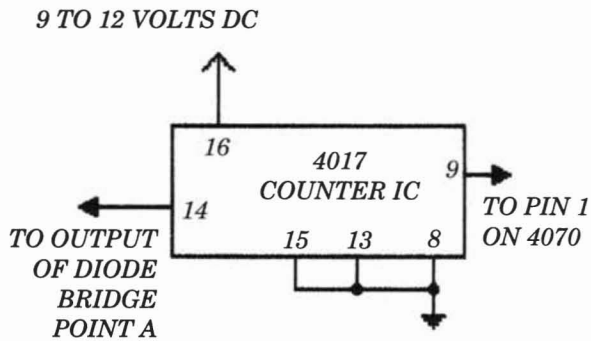 9 TO 12 VOLTS DC
16
4017
COUNTER IC
9
14
TO PIN 1
ON 4070
TO OUTPUT
OF DIODE
BRIDGE
POINT A
15 13 8